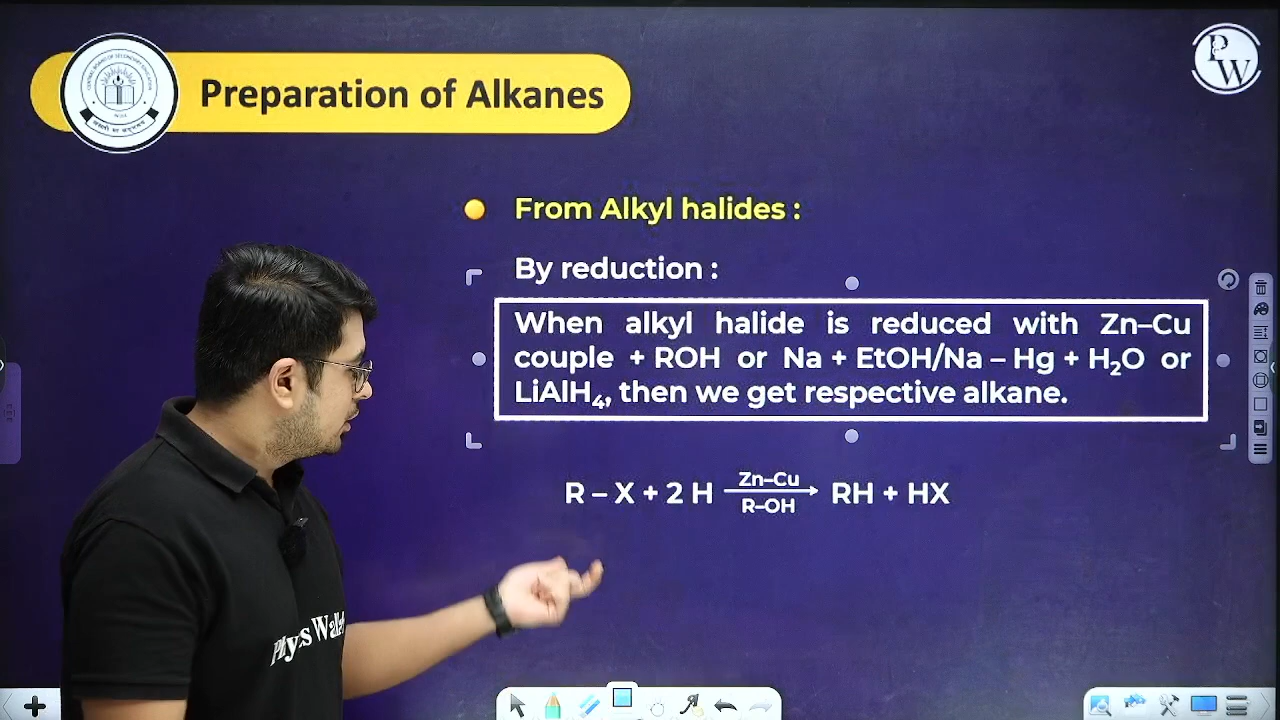 Preparation of Alkanes
PW
From Alkyl halides :
By reduction :
When alkyl halide is reduced with Zn–Cu
couple + ROH or Na + EtOH/Na – Hg + H₂O or
LiAlH₄, then we get respective alkane.
Zn–Cu
R – X + 2 H ⟶ RH + HX
R–OH